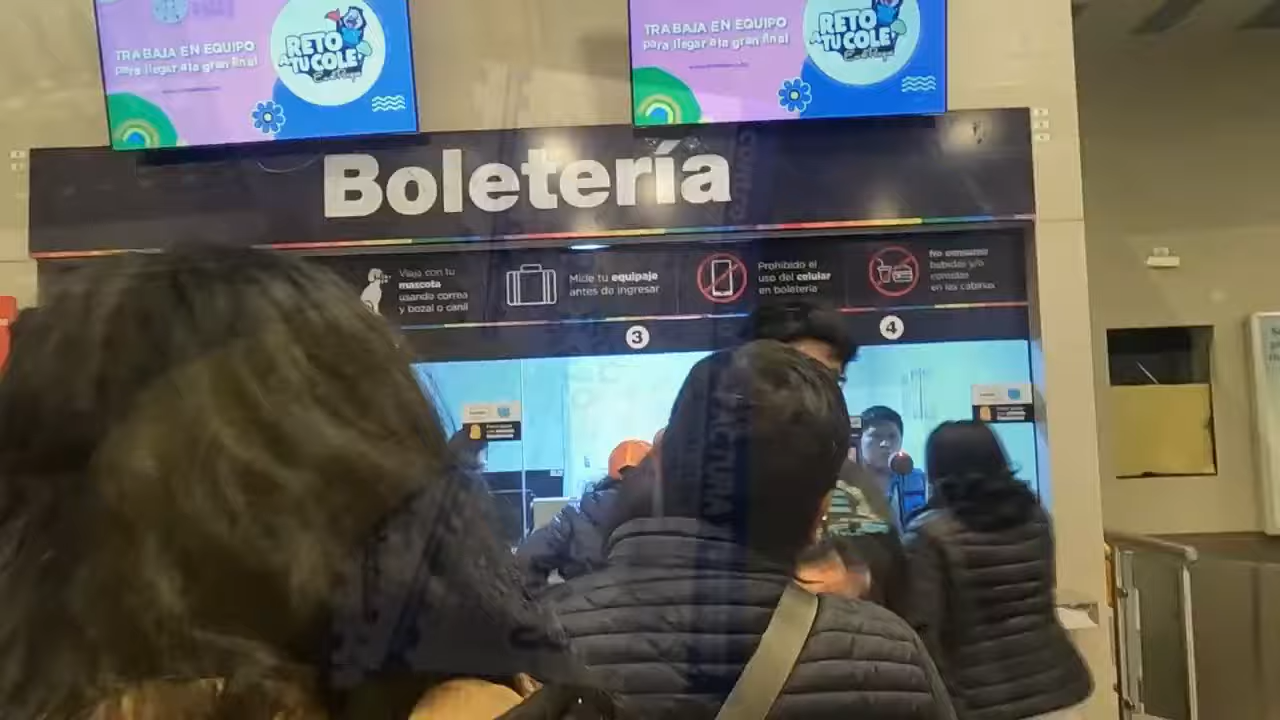 TRABAJA EN EQUIPO
para llegar a la gran final
RETO
A TU COLE
TRABAJA EN EQUIPO
para llegar a la gran final
RETO
A TU COLE
Boletería
Viaja con tu
mascota
usando correa
y bozal o canil
Mide tu equipaje
antes de ingresar
Prohibido el
uso del celular
en boletería
No consumo
bebidas y/o
comidas
en las cabinas
3
4